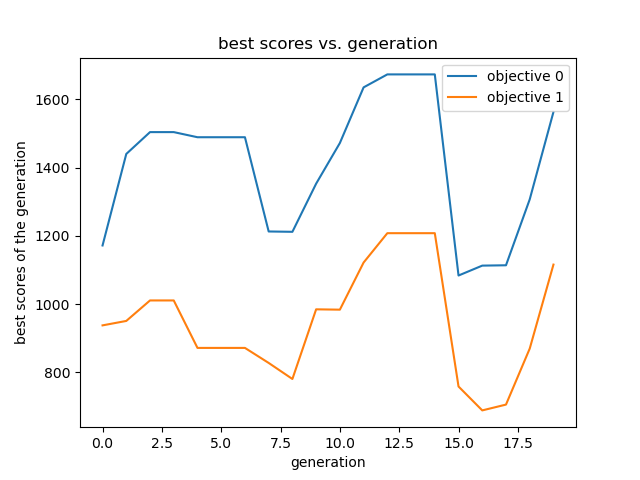 best scores vs. generation
objective 0
objective 1
best scores of the generation
1600
1400
1200
1000
800
0.0 2.5 5.0 7.5 10.0 12.5 15.0 17.5
generation